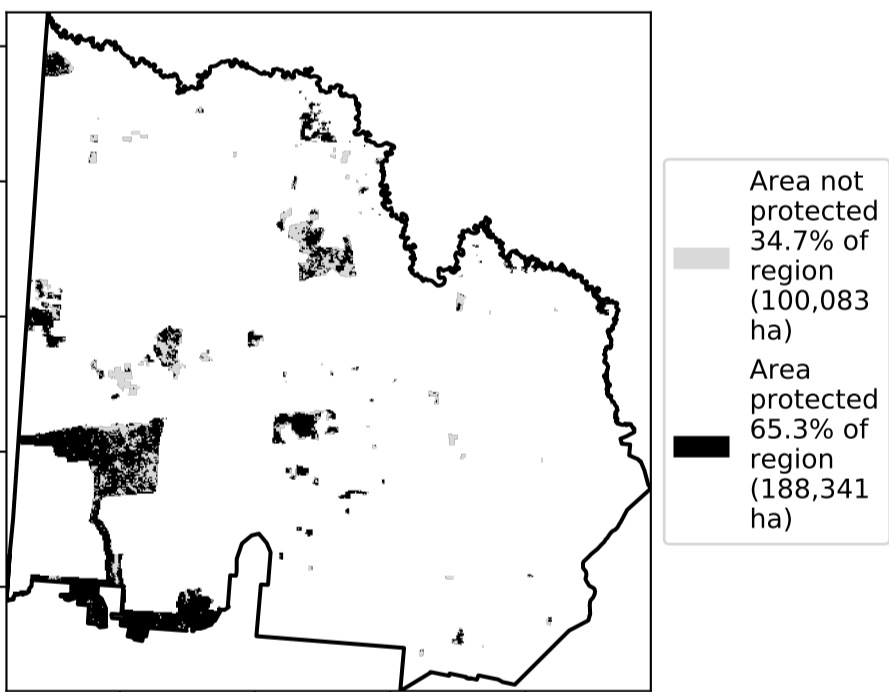 Area not
protected
34.7% of
region
(100,083
ha)
Area
protected
65.3% of
region
(188,341
ha)